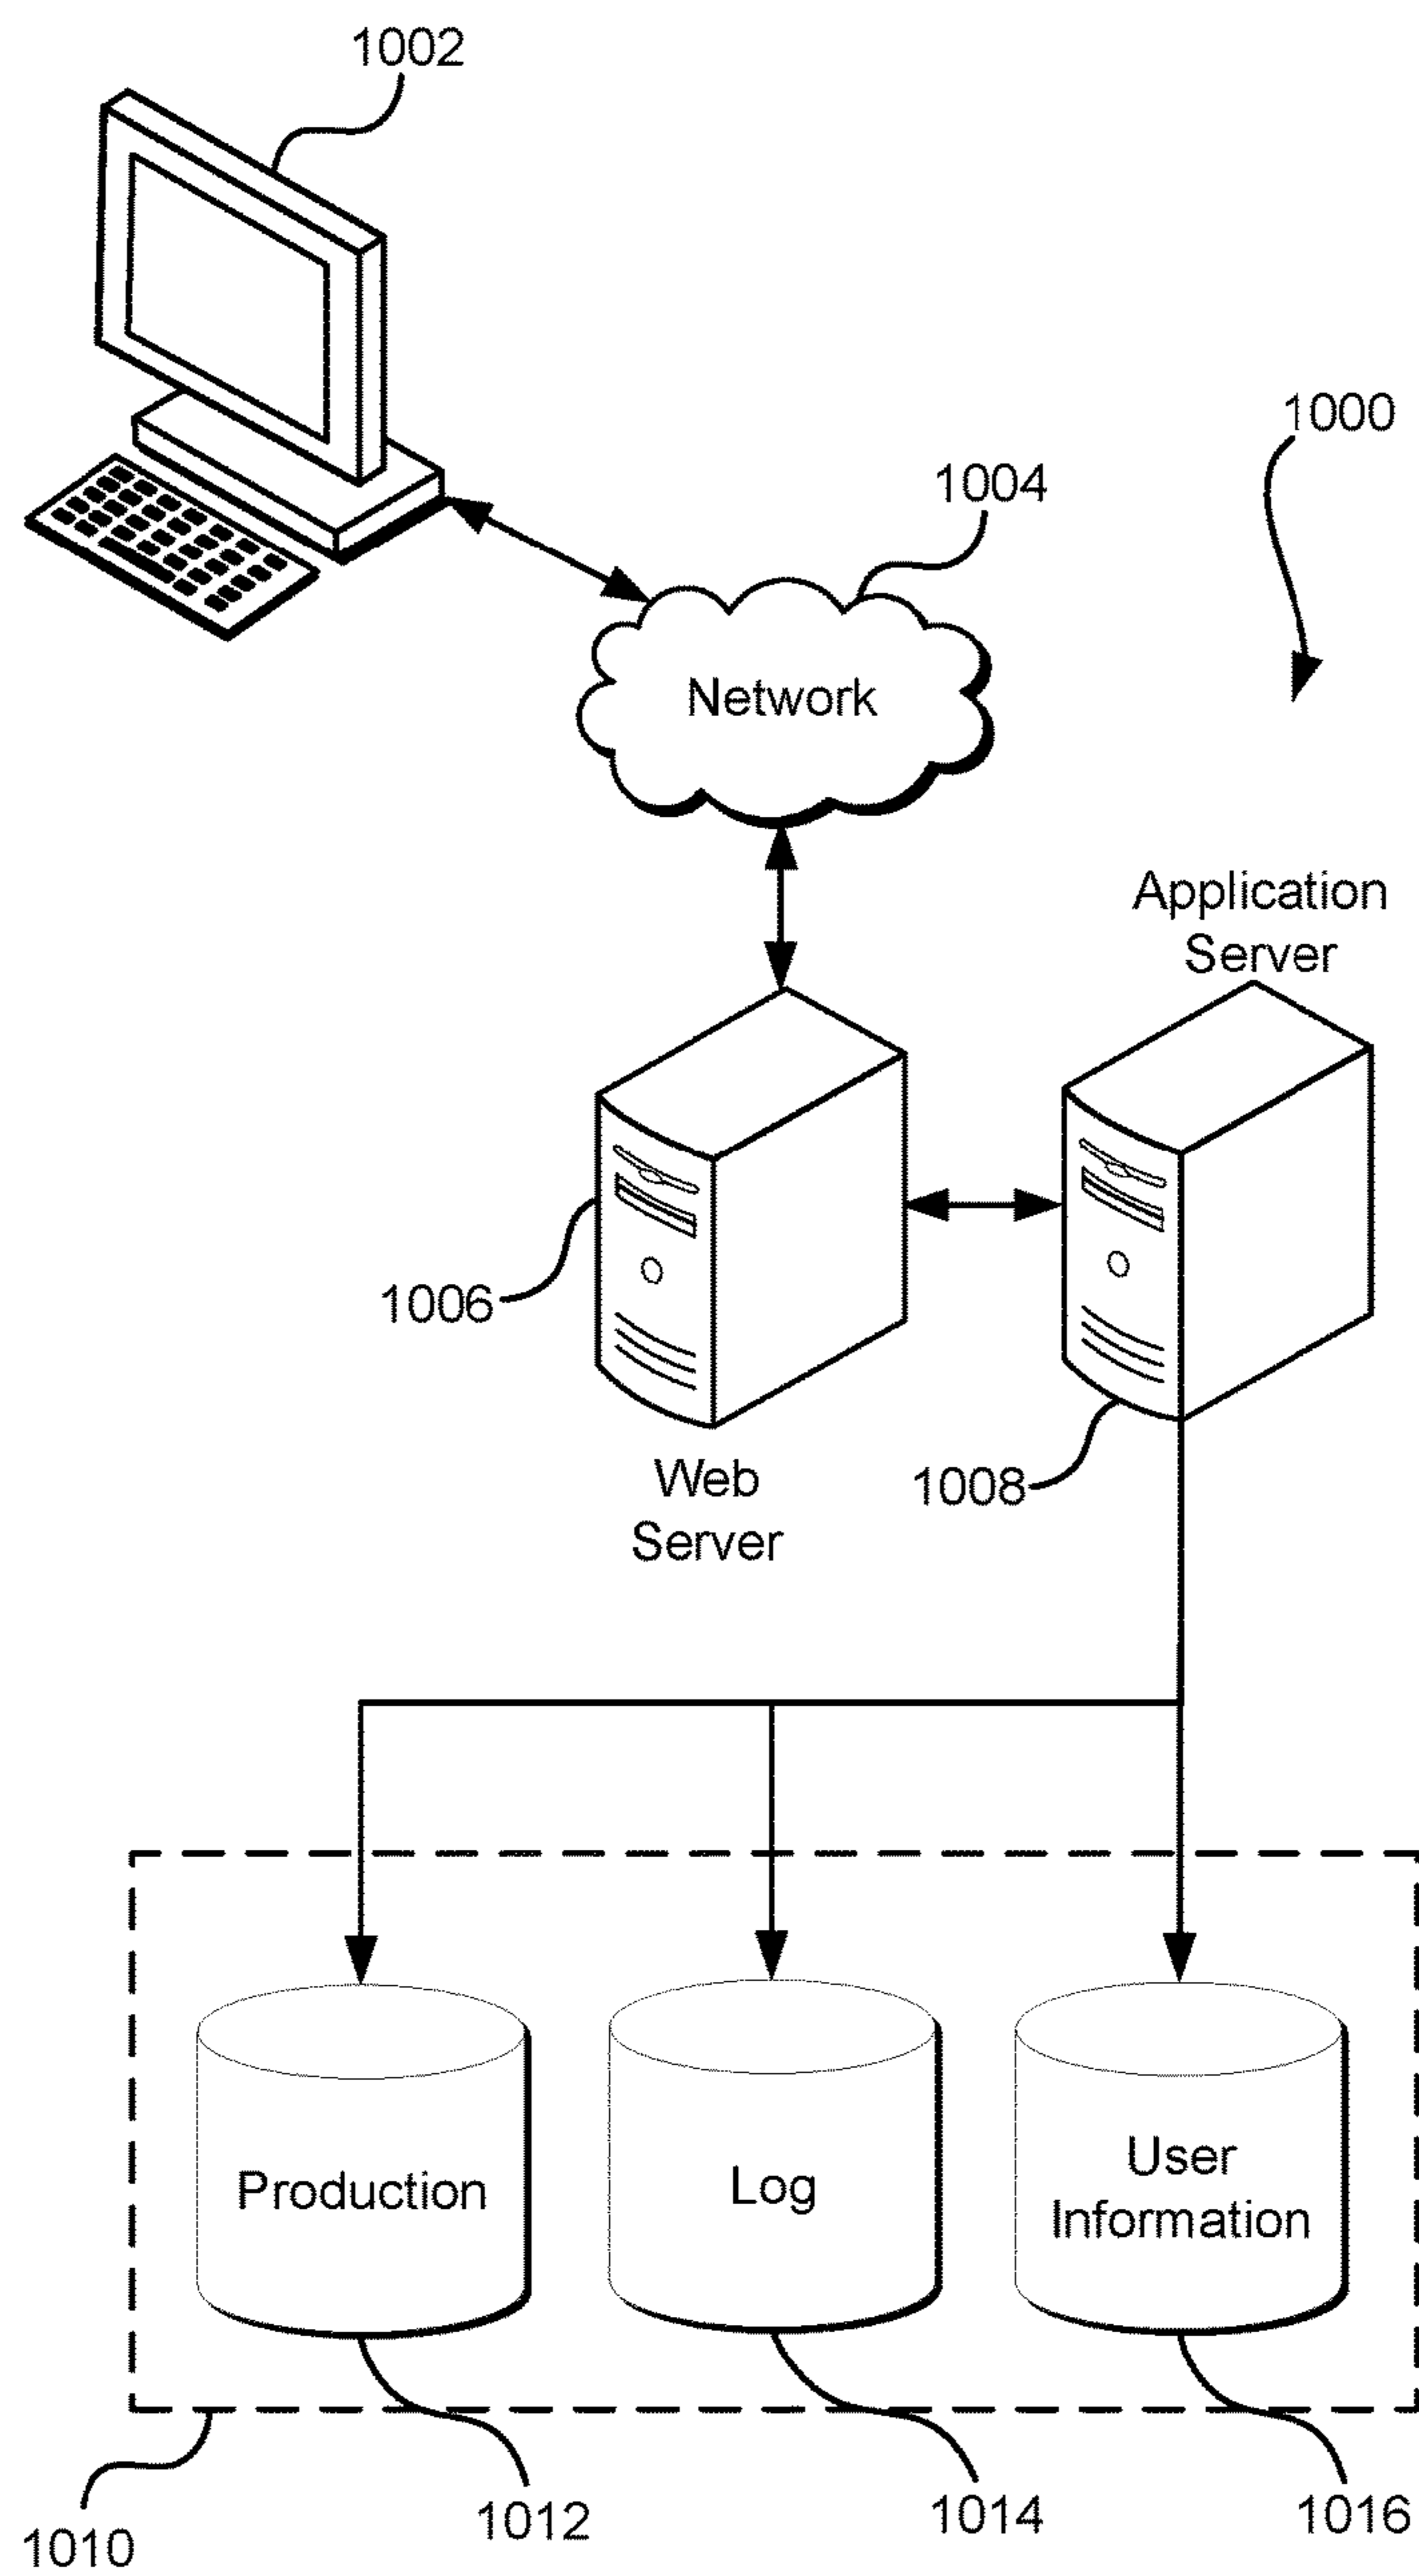 1002
1000
1004
Network
Application
Server
1006
Web
Server
1008
Production
Log
User
Information
1010
1012
1014
1016